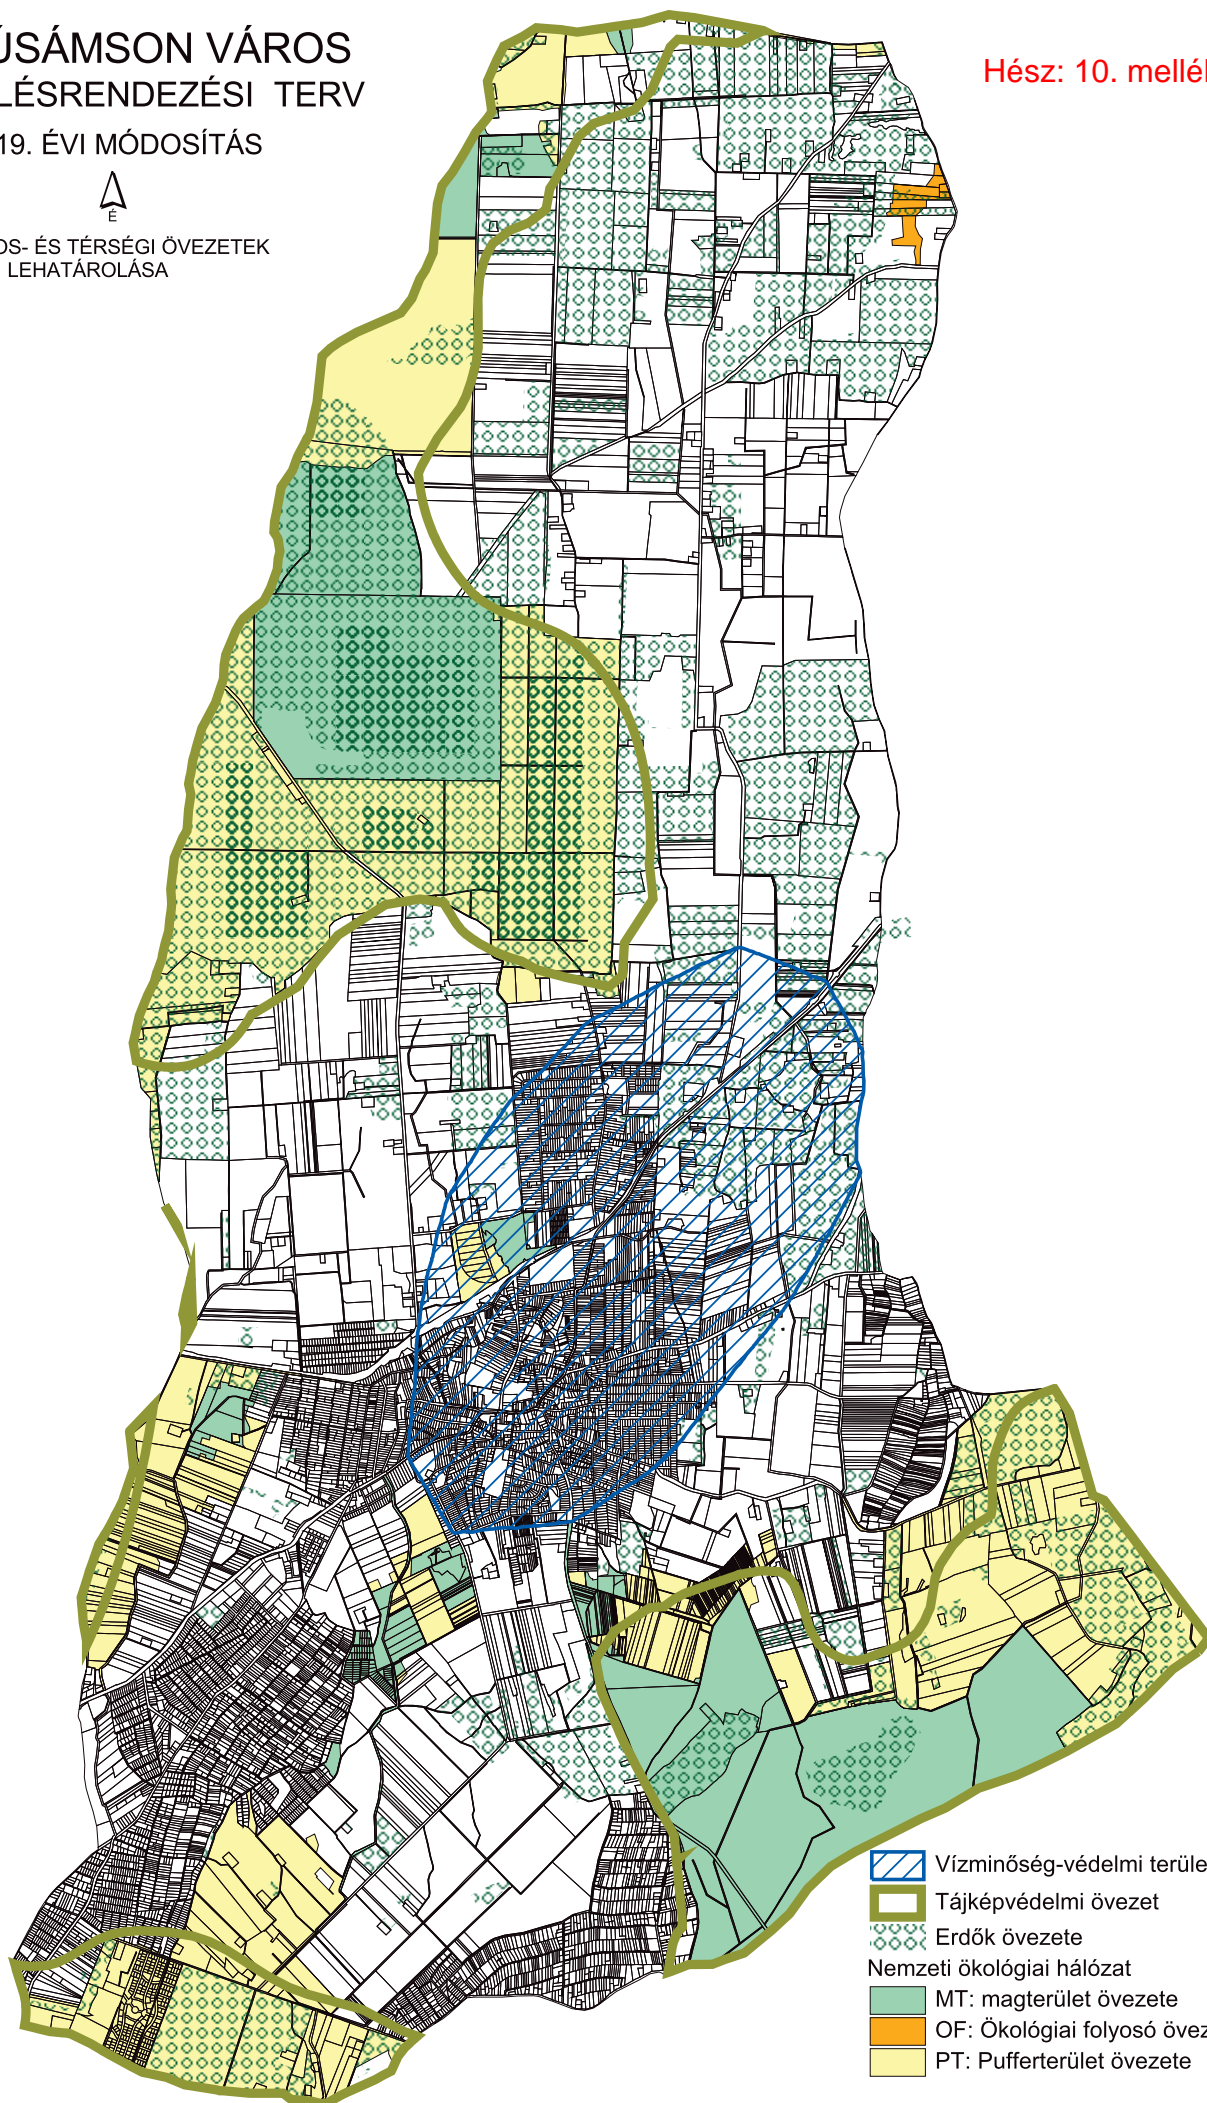 ÚSÁMSON VÁROS
LÉSRENDEZÉSI TERV
19. ÉVI MÓDOSÍTÁS
É
OS- ÉS TÉRSÉGI ÖVEZETEK
LEHATÁROLÁSA
Hész: 10. mellék
Vízminőség-védelmi terüle
Tájképvédelmi övezet
Erdők övezete
Nemzeti ökológiai hálózat
MT: magterület övezete
OF: Ökológiai folyosó övez
PT: Pufferterület övezete